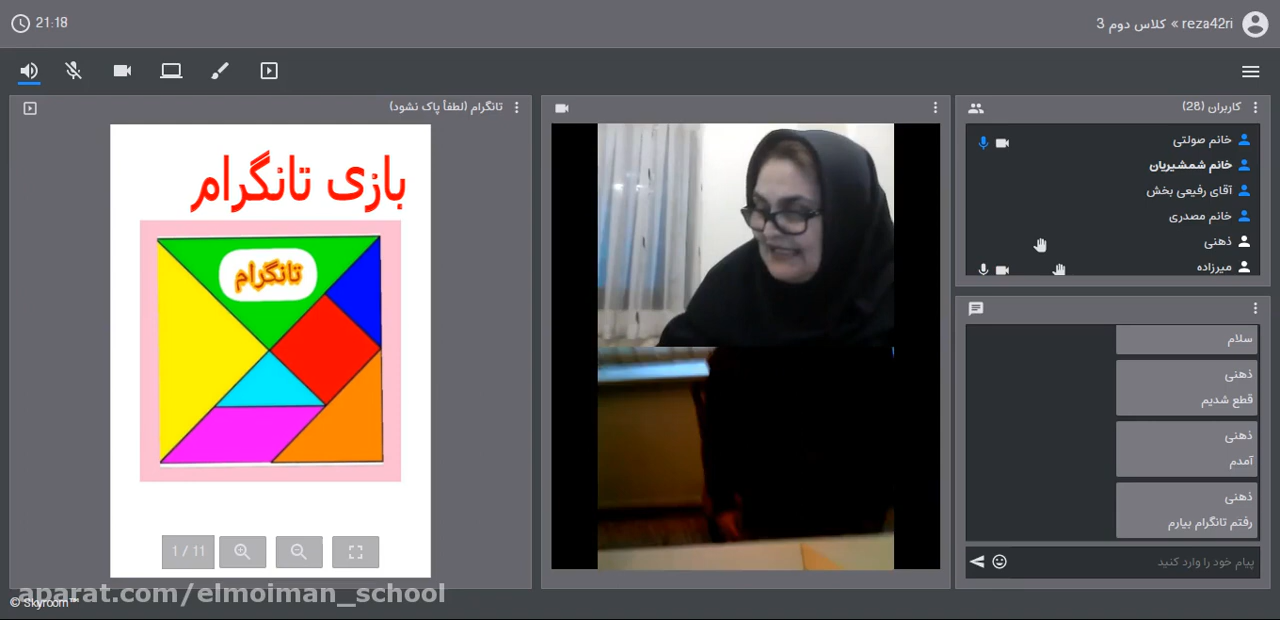 21:18
reza42ri » کلاس دوم 3
تانگرام (لطفاً پاک نشود)
بازی تانگرام
تانگرام
1 / 11
کاربران (28)
خانم صولتی
خانم شمشیریان
آقای رفیعی بخش
خانم مصدری
ذهنی
میرزاده
سلام
ذهنی
قطع شدیم
ذهنی
آمدم
ذهنی
رفتم تانگرام بیارم
پیام خود را وارد کنید
aparat.com/elmoiman_school
© Skyroom™